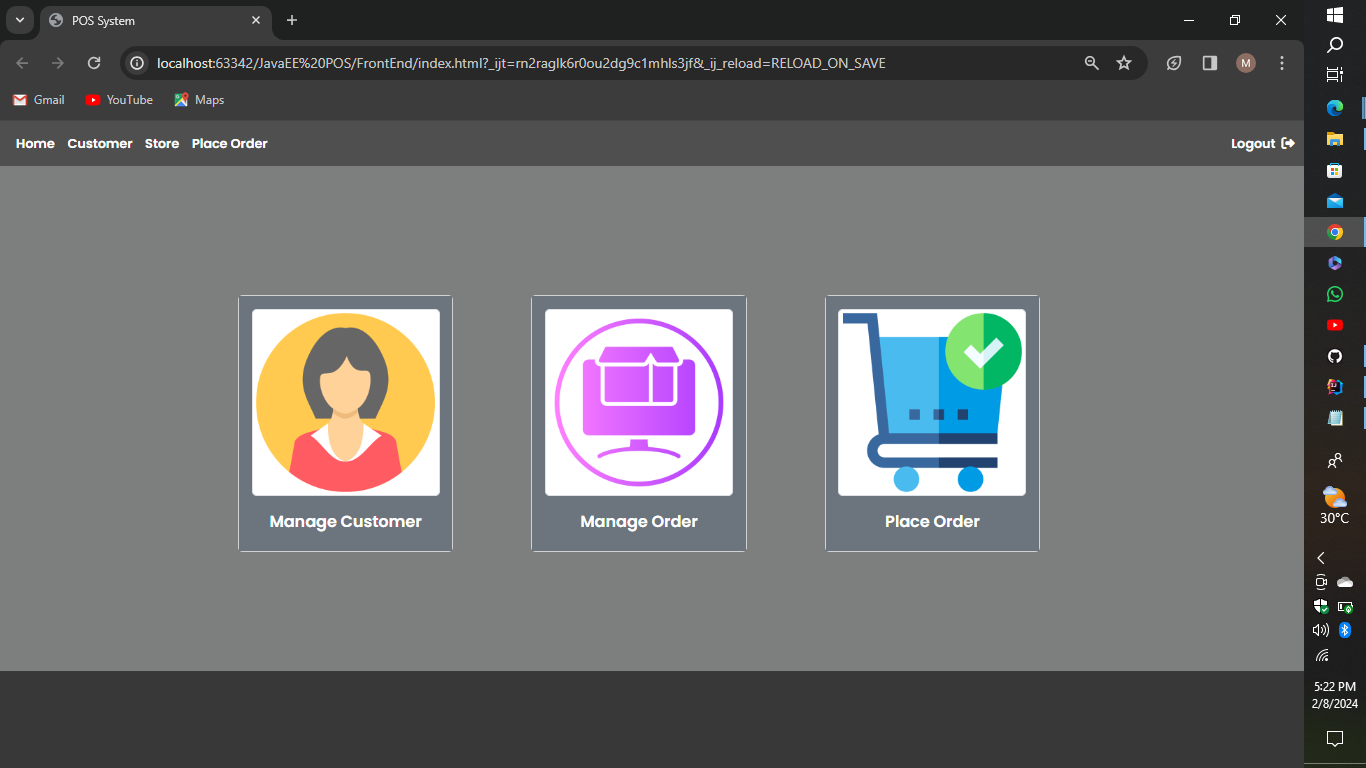 POS System
localhost:63342/JavaEE%20POS/FrontEnd/index.html?_ijt=rn2raglk6r0ou2dg9c1mhls3jf&_ij_reload=RELOAD_ON_SAVE
M
Gmail YouTube Maps
Home Customer Store Place Order Logout
Manage Customer Manage Order Place Order
30°C
5:22 PM
2/8/2024